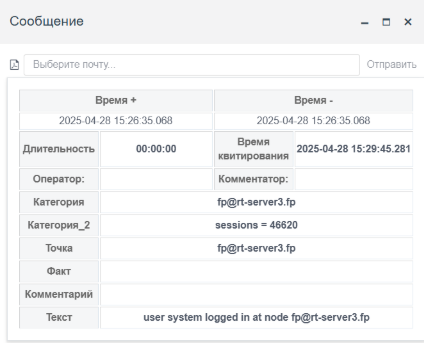 Сообщение
Выберите почту...
Отправить
Время +
Время -
2025-04-28 15:26:35.068
2025-04-28 15:26:35.068
Длительность
00:00:00
Время
квитирования
2025-04-28 15:29:45.281
Оператор:
Комментатор:
Категория
fp@rt-server3.fp
Категория_2
sessions = 46620
Точка
fp@rt-server3.fp
Факт
Комментарий
Текст
user system logged in at node fp@rt-server3.fp